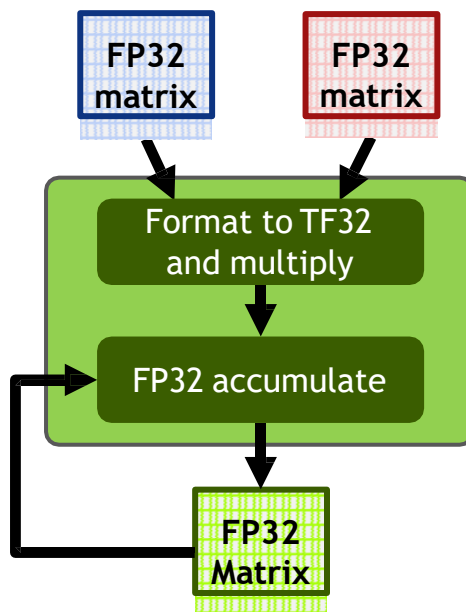 FP32
matrix
FP32
matrix
Format to TF32
and multiply
FP32 accumulate
FP32
Matrix